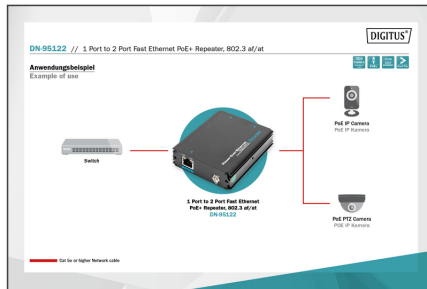 DIGITUS®
DN-95122 // 1 Port to 2 Port Fast Ethernet PoE+ Repeater, 802.3 af/at
Anwendungsbeispiel
Example of use
PoE IP Camera
PoE IP Kamera
Switch
1 Port to 2 Port Fast Ethernet
PoE+ Repeater, 802.3 af/at
DN-95122
PoE PTZ Camera
POE IP Kamera
Cat 5e or higher Network cable